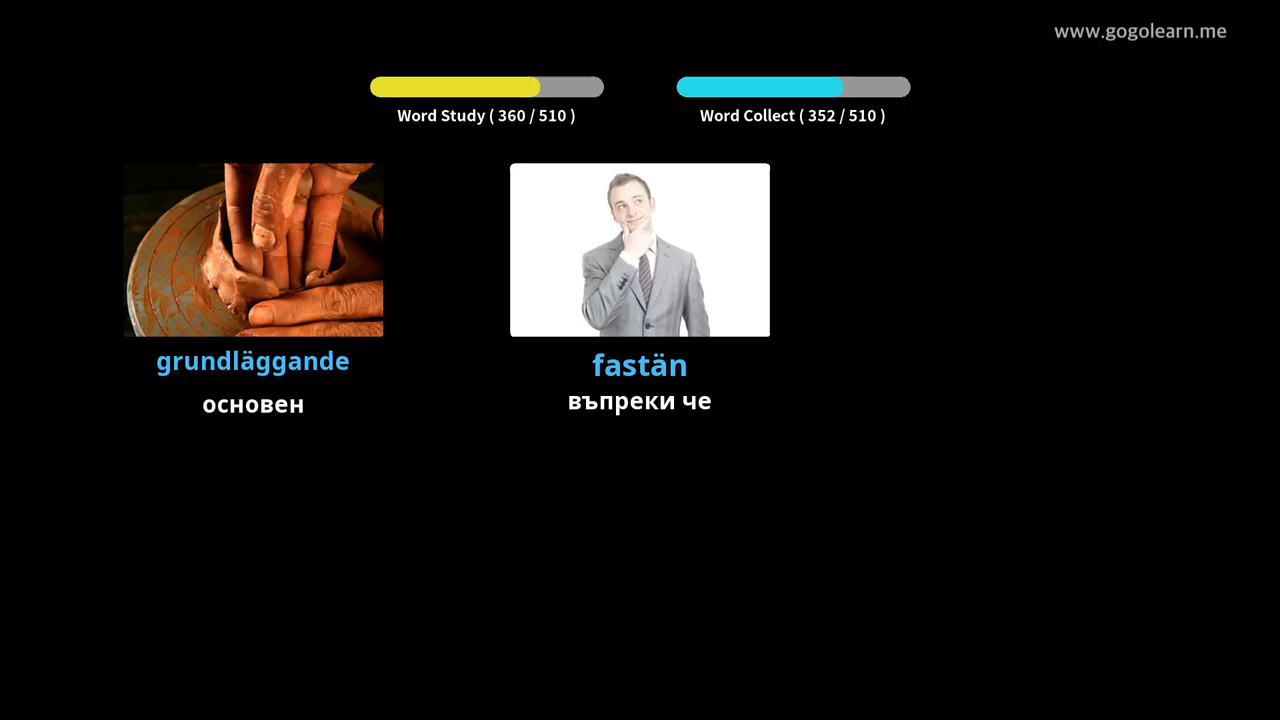 www.gogolearn.me
Word Study ( 360 / 510 )
Word Collect ( 352 / 510 )
grundläggande
основен
fastän
въпреки че